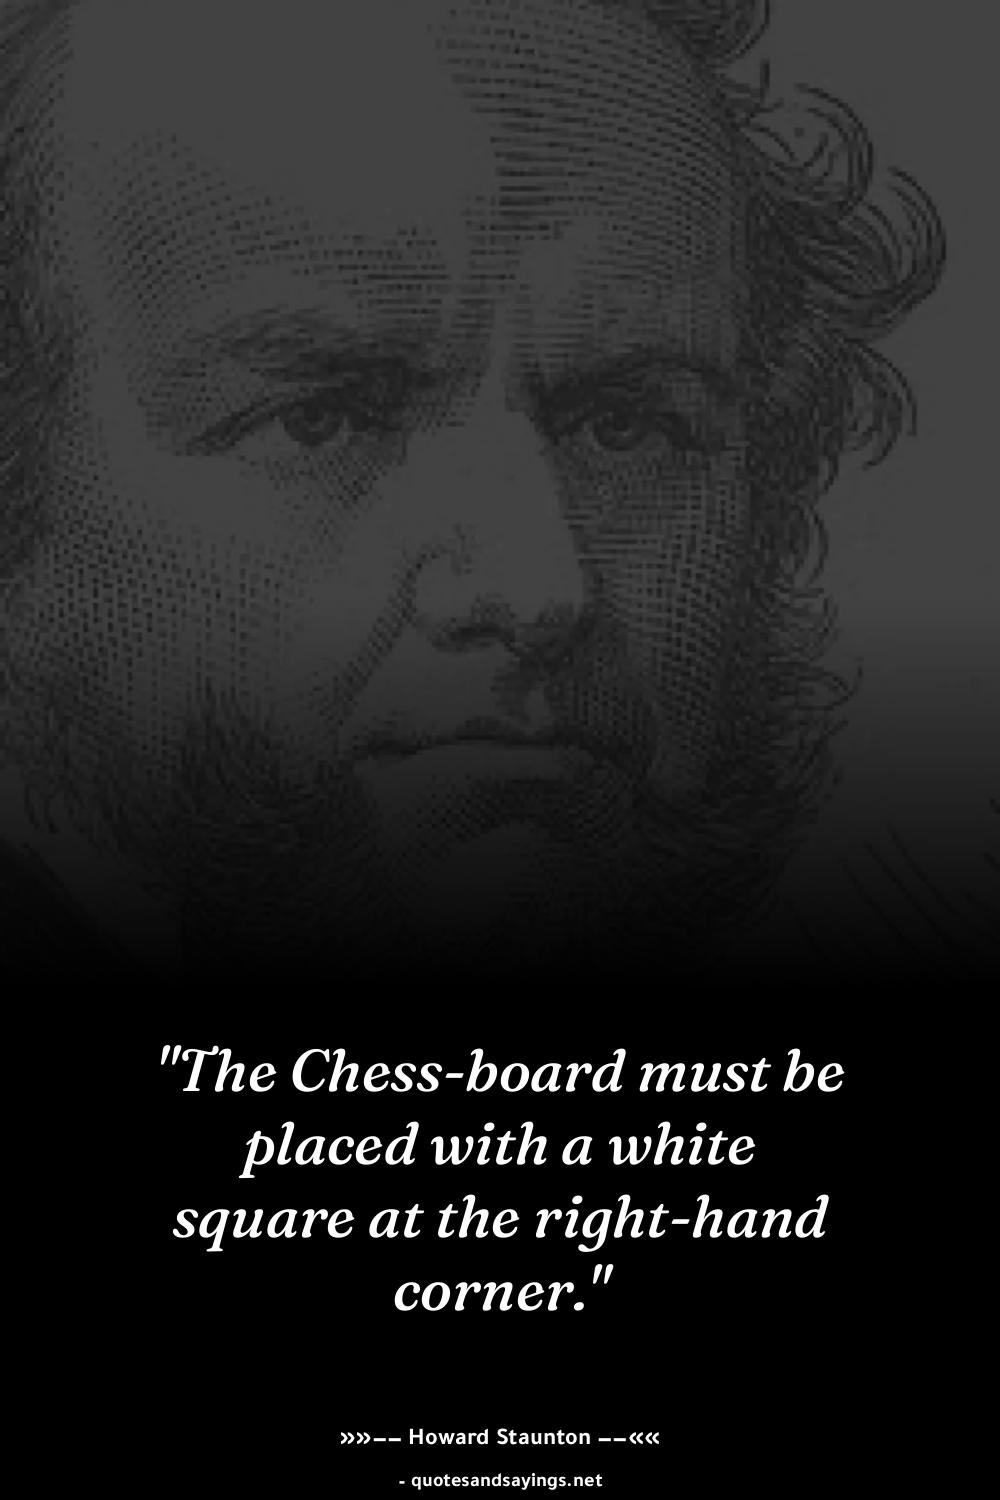 "The Chess-board must be
placed with a white
square at the right-hand
corner."
»»–– Howard Staunton ––««
- quotesandsayings.net